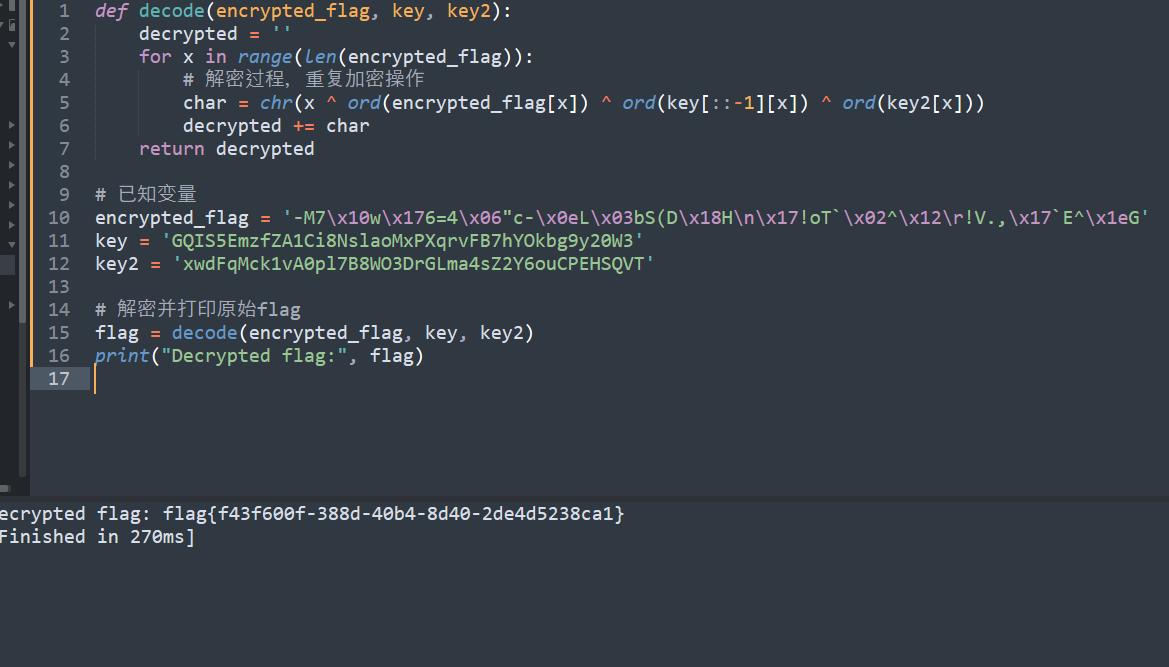 1 def decode(encrypted_flag, key, key2):
2     decrypted = ''
3     for x in range(len(encrypted_flag)):
4         # 解密过程，重复加密操作
5         char = chr(x ^ ord(encrypted_flag[x]) ^ ord(key[::-1][x]) ^ ord(key2[x]))
6         decrypted += char
7     return decrypted
8
9 # 已知变量
10 encrypted_flag = '-M7\x10w\x176=4\x06"c-\x0eL\x03bS(D\x18H\n\x17!oT`\x02^\x12\r!V.,\x17`E^\x1eG'
11 key = 'GQIS5EmzfZA1Ci8NslaoMxPXqrvFB7hYOkbg9y20W3'
12 key2 = 'xwdFqMck1vA0pl7B8WO3DrGLma4sZ2Y6ouCPEHSQVT'
13
14 # 解密并打印原始flag
15 flag = decode(encrypted_flag, key, key2)
16 print("Decrypted flag:", flag)
17
ecrypted flag: flag{f43f600f-388d-40b4-8d40-2de4d5238ca1}
Finished in 270ms]